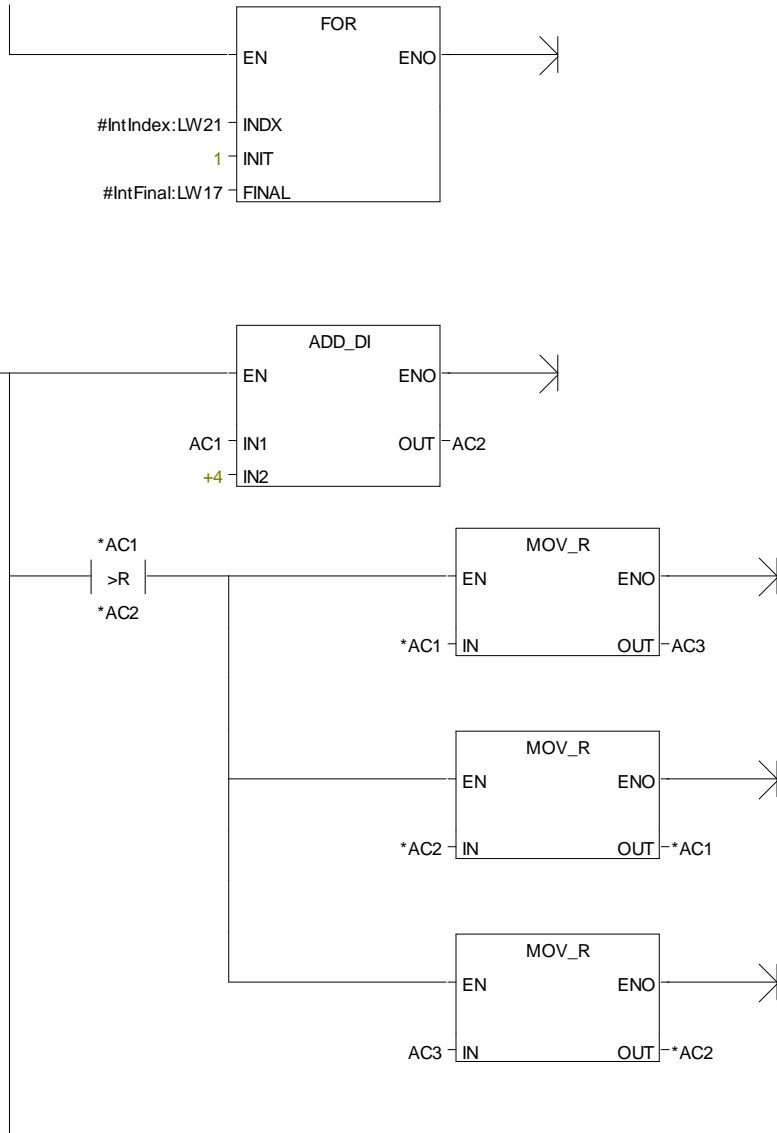 FOR
EN ENO
#IntIndex:LW21 INDX
1 INIT
#IntFinal:LW17 FINAL
ADD_DI
EN ENO
AC1 IN1 OUT AC2
+4 IN2
*AC1
>R
*AC2
MOV_R
EN ENO
*AC1 IN OUT AC3
MOV_R
EN ENO
*AC2 IN OUT *AC1
MOV_R
EN ENO
AC3 IN OUT *AC2